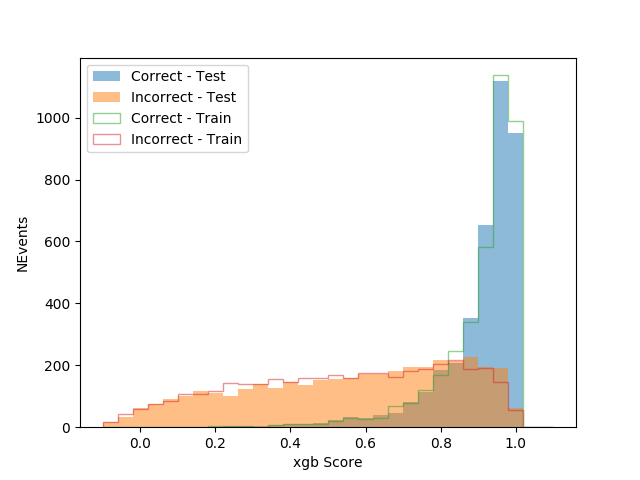 Correct - Test
Incorrect - Test
Correct - Train
Incorrect - Train
NEvents
1000
800
600
400
200
0
0.0 0.2 0.4 0.6 0.8 1.0
xgb Score